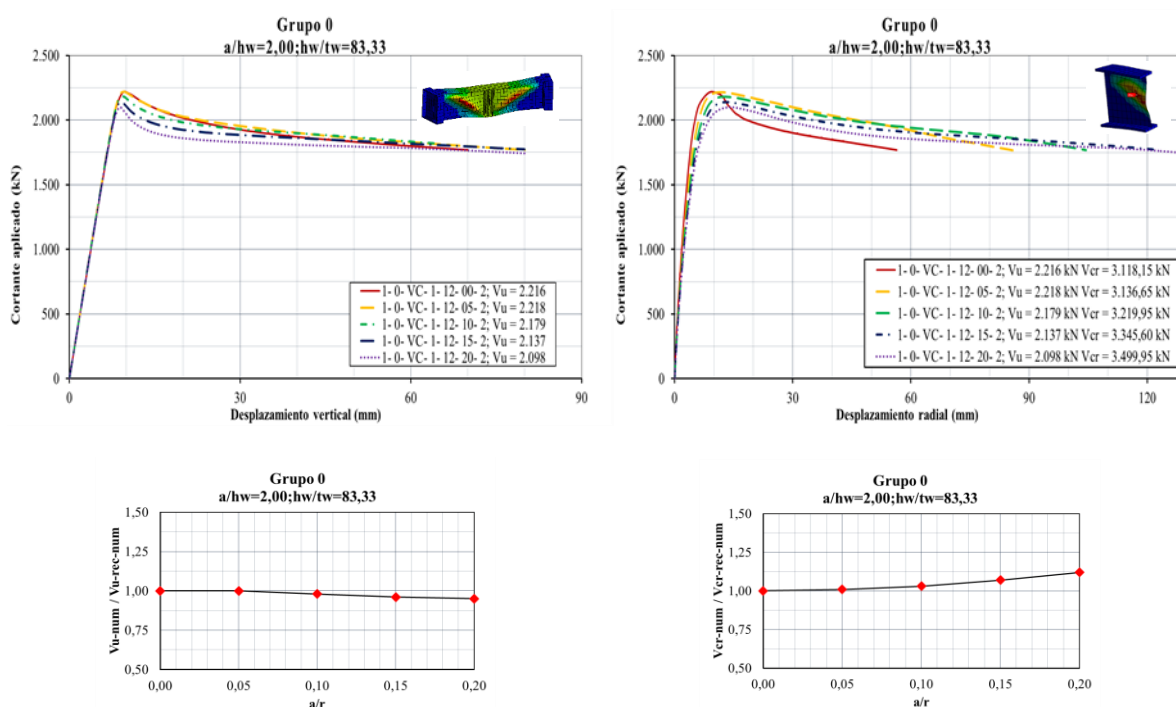 Grupo 0
a/hw=2,00;hw/tw=83,33
2.500
2.000
1.500
1.000
500
0
Cortante aplicado (kN)
1- 0- VC- 1- 12- 00- 2; Vu = 2.216
1- 0- VC- 1- 12- 05- 2; Vu = 2.218
1- 0- VC- 1- 12- 10- 2; Vu = 2.179
1- 0- VC- 1- 12- 15- 2; Vu = 2.137
1- 0- VC- 1- 12- 20- 2; Vu = 2.098
0 30 60 90
Desplazamiento vertical (mm)
Grupo 0
a/hw=2,00;hw/tw=83,33
2.500
2.000
1.500
1.000
500
0
Cortante aplicado (kN)
1- 0- VC- 1- 12- 00- 2; Vu = 2.216 kN Vcr = 3.118,15 kN
1- 0- VC- 1- 12- 05- 2; Vu = 2.218 kN Vcr = 3.136,65 kN
1- 0- VC- 1- 12- 10- 2; Vu = 2.179 kN Vcr = 3.219,95 kN
1- 0- VC- 1- 12- 15- 2; Vu = 2.137 kN Vcr = 3.345,60 kN
1- 0- VC- 1- 12- 20- 2; Vu = 2.098 kN Vcr = 3.499,95 kN
0 30 60 90 120
Desplazamiento radial (mm)
Grupo 0
a/hw=2,00;hw/tw=83,33
1,50
1,25
1,00
0,75
0,50
Vu-num / Vu-rec-num
0,00 0,05 0,10 0,15 0,20
a/r
Grupo 0
a/hw=2,00;hw/tw=83,33
1,50
1,25
1,00
0,75
0,50
Vcr-num / Vcr-rec-num
0,00 0,05 0,10 0,15 0,20
a/r